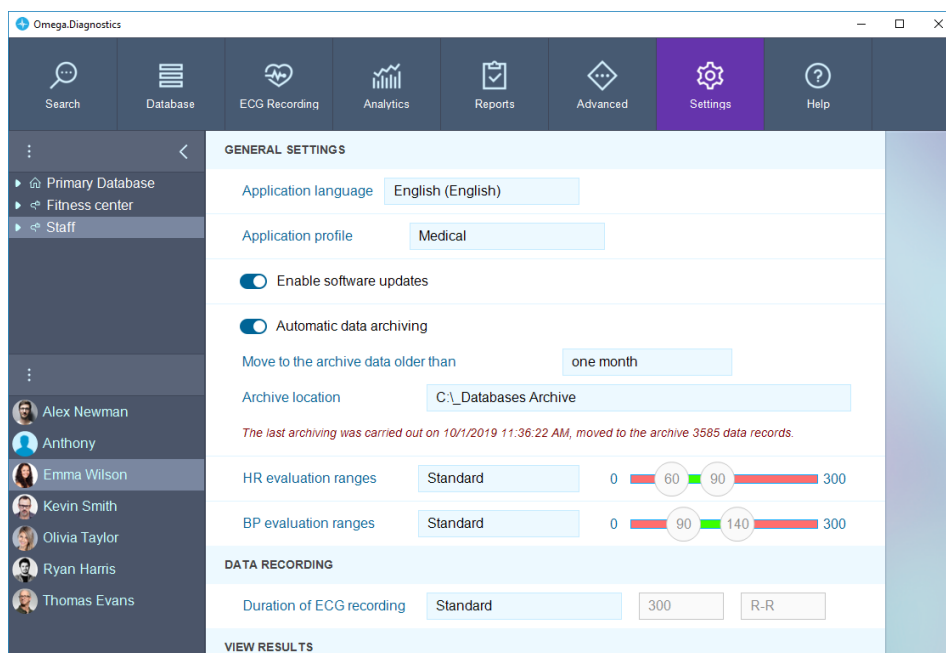 Omega.Diagnostics
Search Database ECG Recording Analytics Reports Advanced Settings Help
Primary Database
Fitness center
Staff
Alex Newman
Anthony
Emma Wilson
Kevin Smith
Olivia Taylor
Ryan Harris
Thomas Evans
GENERAL SETTINGS
Application language English (English)
Application profile Medical
Enable software updates
Automatic data archiving
Move to the archive data older than one month
Archive location C:\_Databases Archive
The last archiving was carried out on 10/1/2019 11:36:22 AM, moved to the archive 3585 data records.
HR evaluation ranges Standard 0 60 90 300
BP evaluation ranges Standard 0 90 140 300
DATA RECORDING
Duration of ECG recording Standard 300 R-R
VIEW RESULTS